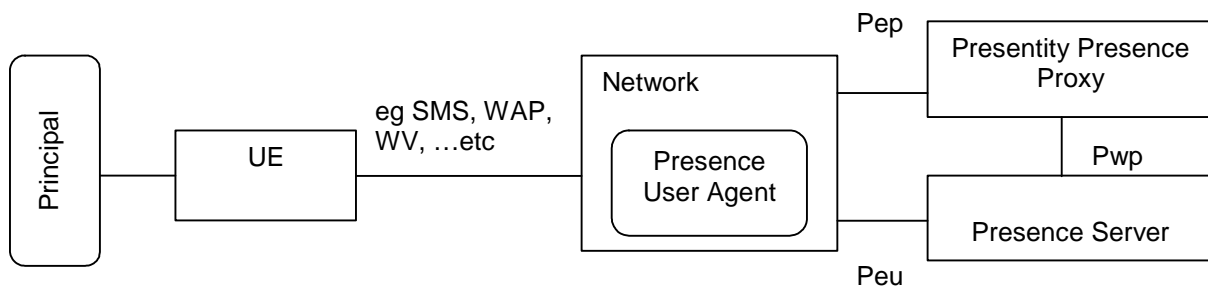 Principal
UE
eg SMS, WAP,
WV, …etc
Network
Presence
User Agent
Pep
Presentity Presence
Proxy
Pwp
Presence Server
Peu